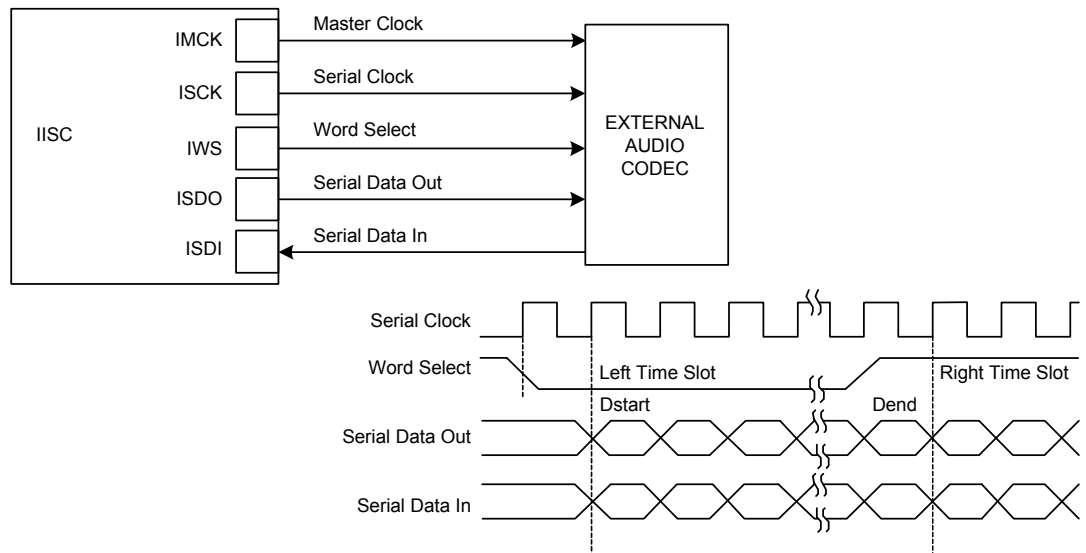 IISC
IMCK
Master Clock
ISCK
Serial Clock
IWS
Word Select
ISDO
Serial Data Out
ISDI
Serial Data In
EXTERNAL
AUDIO
CODEC
Serial Clock
Word Select
Left Time Slot
Right Time Slot
Dstart
Dend
Serial Data Out
Serial Data In